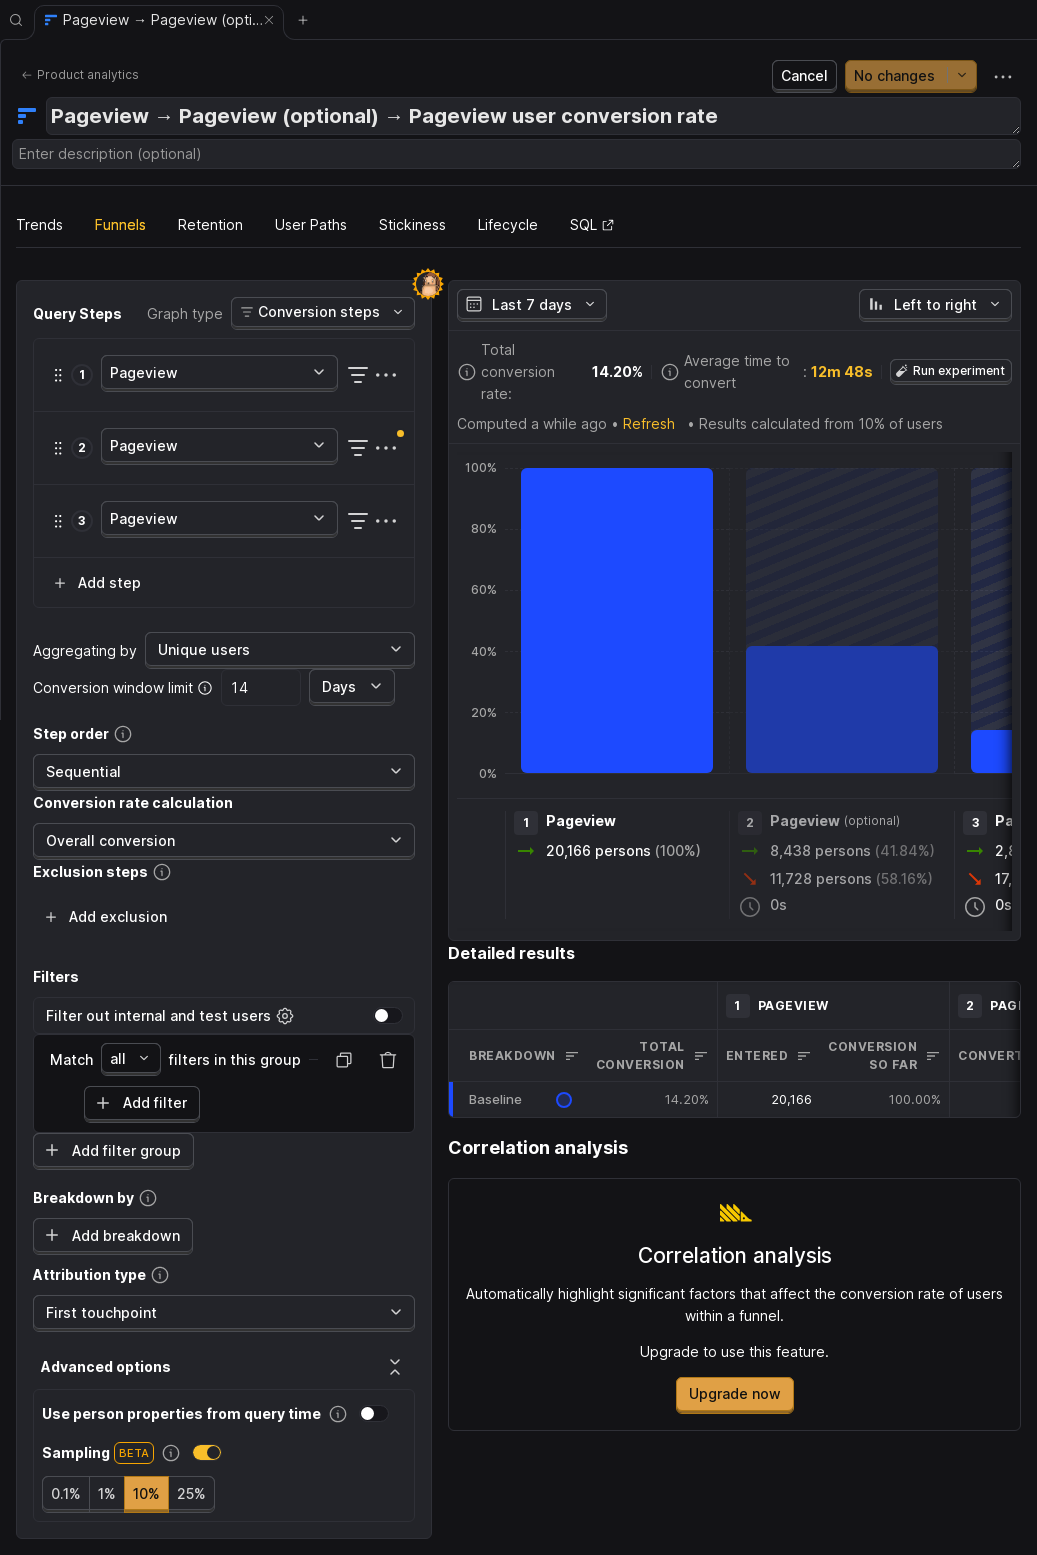 Pageview → Pageview (opti...
← Product analytics
Cancel
No changes
Pageview → Pageview (optional) → Pageview user conversion rate
Enter description (optional)
Trends
Funnels
Retention
User Paths
Stickiness
Lifecycle
SQL
Query Steps
Graph type
Conversion steps
1
Pageview
2
Pageview
3
Pageview
+ Add step
Aggregating by
Unique users
Conversion window limit
14
Days
Step order
Sequential
Conversion rate calculation
Overall conversion
Exclusion steps
+ Add exclusion
Filters
Filter out internal and test users
Match
all
filters in this group
+ Add filter
+ Add filter group
Breakdown by
+ Add breakdown
Attribution type
First touchpoint
Advanced options
Use person properties from query time
Sampling
BETA
0.1%
1%
10%
25%
Last 7 days
Left to right
Total
conversion
rate:
14.20%
Average time to
convert
: 12m 48s
Run experiment
Computed a while ago • Refresh • Results calculated from 10% of users
100%
80%
60%
40%
20%
0%
1
Pageview
20,166 persons (100%)
2
Pageview (optional)
8,438 persons (41.84%)
11,728 persons (58.16%)
0s
3
Pa
2,8
17,
0s
Detailed results
1 PAGEVIEW
2 PAG
BREAKDOWN
TOTAL
CONVERSION
ENTERED
CONVERSION
SO FAR
CONVERT
Baseline
14.20%
20,166
100.00%
Correlation analysis
Correlation analysis
Automatically highlight significant factors that affect the conversion rate of users
within a funnel.
Upgrade to use this feature.
Upgrade now